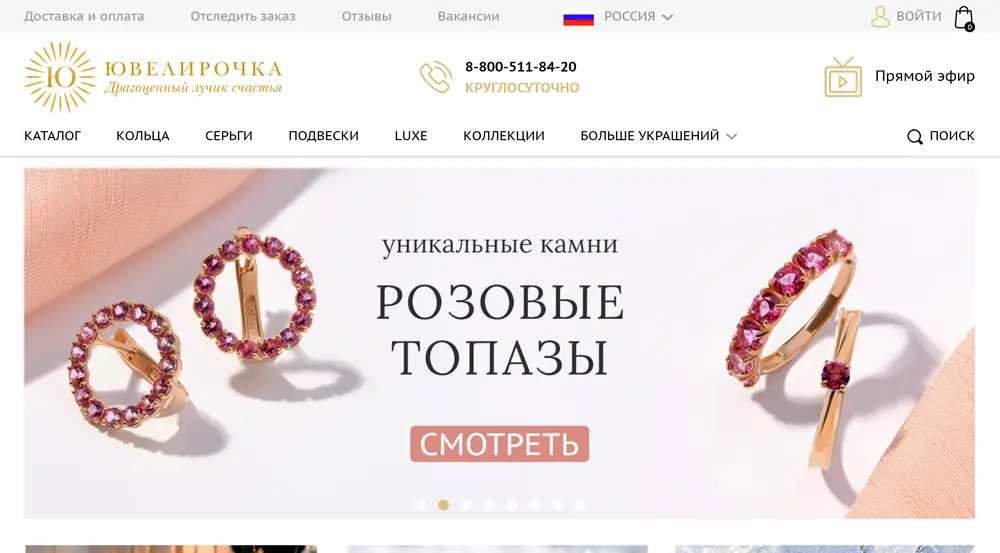 Доставка и оплата
Отследить заказ
Отзывы
Вакансии
РОССИЯ
ВОЙТИ
0
Ю
ЮВЕЛИРОЧКА
Драгоценный лучик счастья
8-800-511-84-20
КРУГЛОСУТОЧНО
Прямой эфир
КАТАЛОГ
КОЛЬЦА
СЕРЬГИ
ПОДВЕСКИ
LUXE
КОЛЛЕКЦИИ
БОЛЬШЕ УКРАШЕНИЙ
ПОИСК
уникальные камни
РОЗОВЫЕ
ТОПАЗЫ
СМОТРЕТЬ